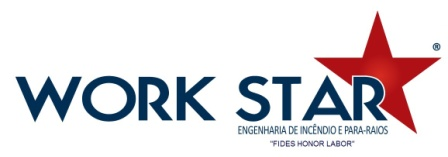 WORK STAR
®
ENGENHARIA DE INCÊNDIO E PARA-RAIOS
"FIDES HONOR LABOR"